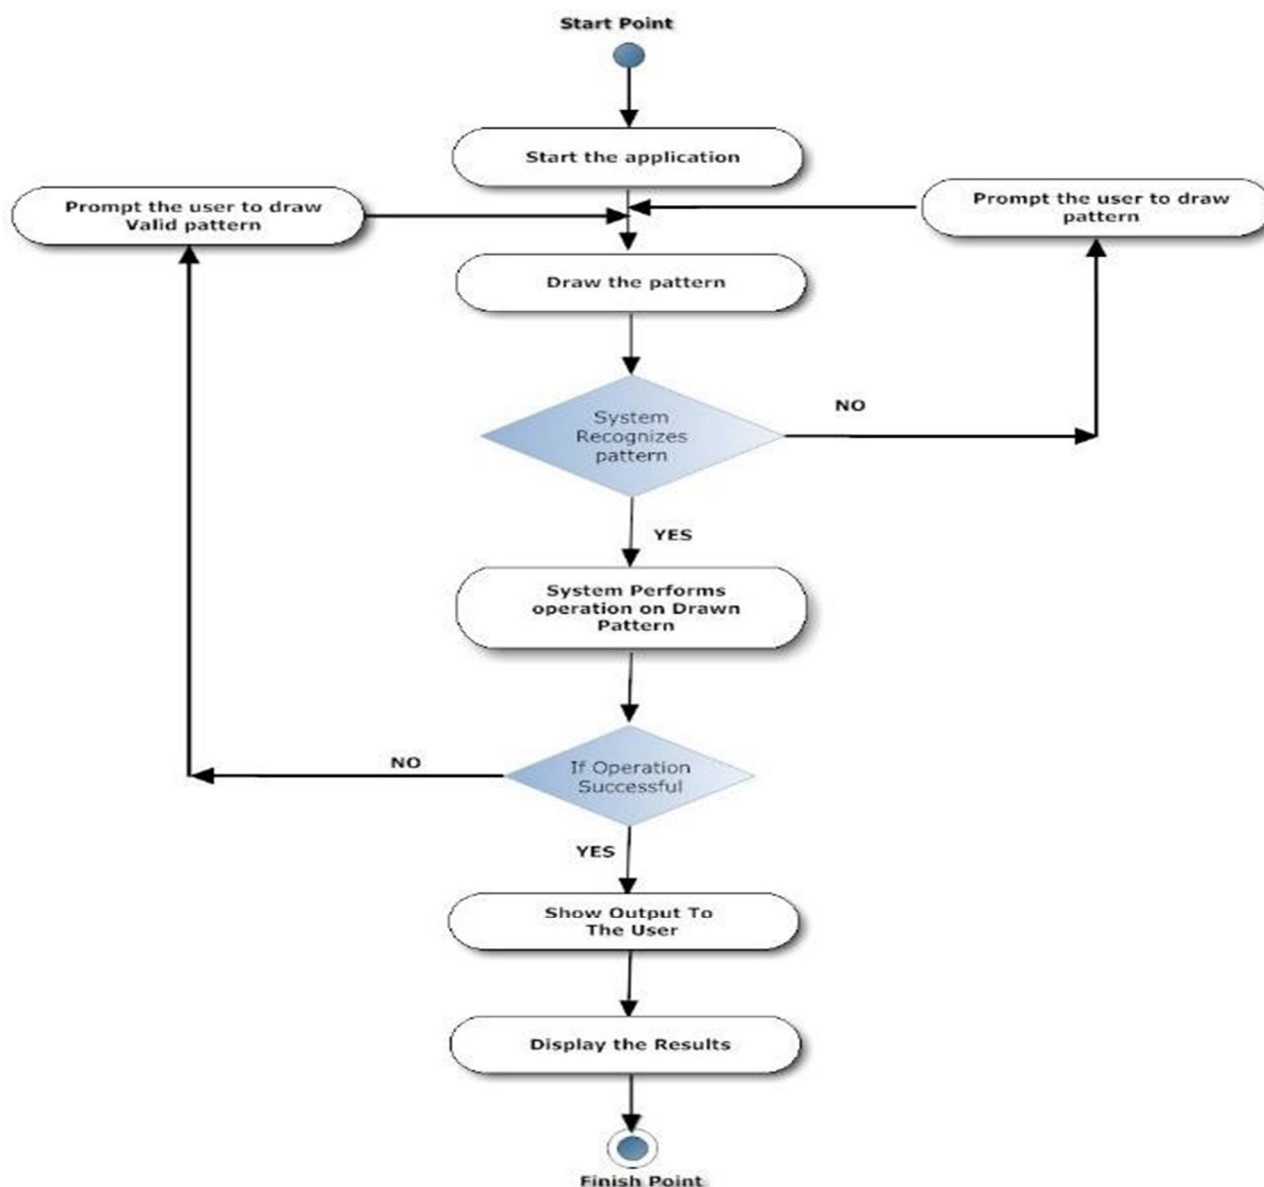 Start Point
Start the application
Prompt the user to draw
Valid pattern
Prompt the user to draw
pattern
Draw the pattern
System
Recognizes
pattern
NO
YES
System Performs
operation on Drawn
Pattern
If Operation
Successful
NO
YES
Show Output To
The User
Display the Results
Finish Point